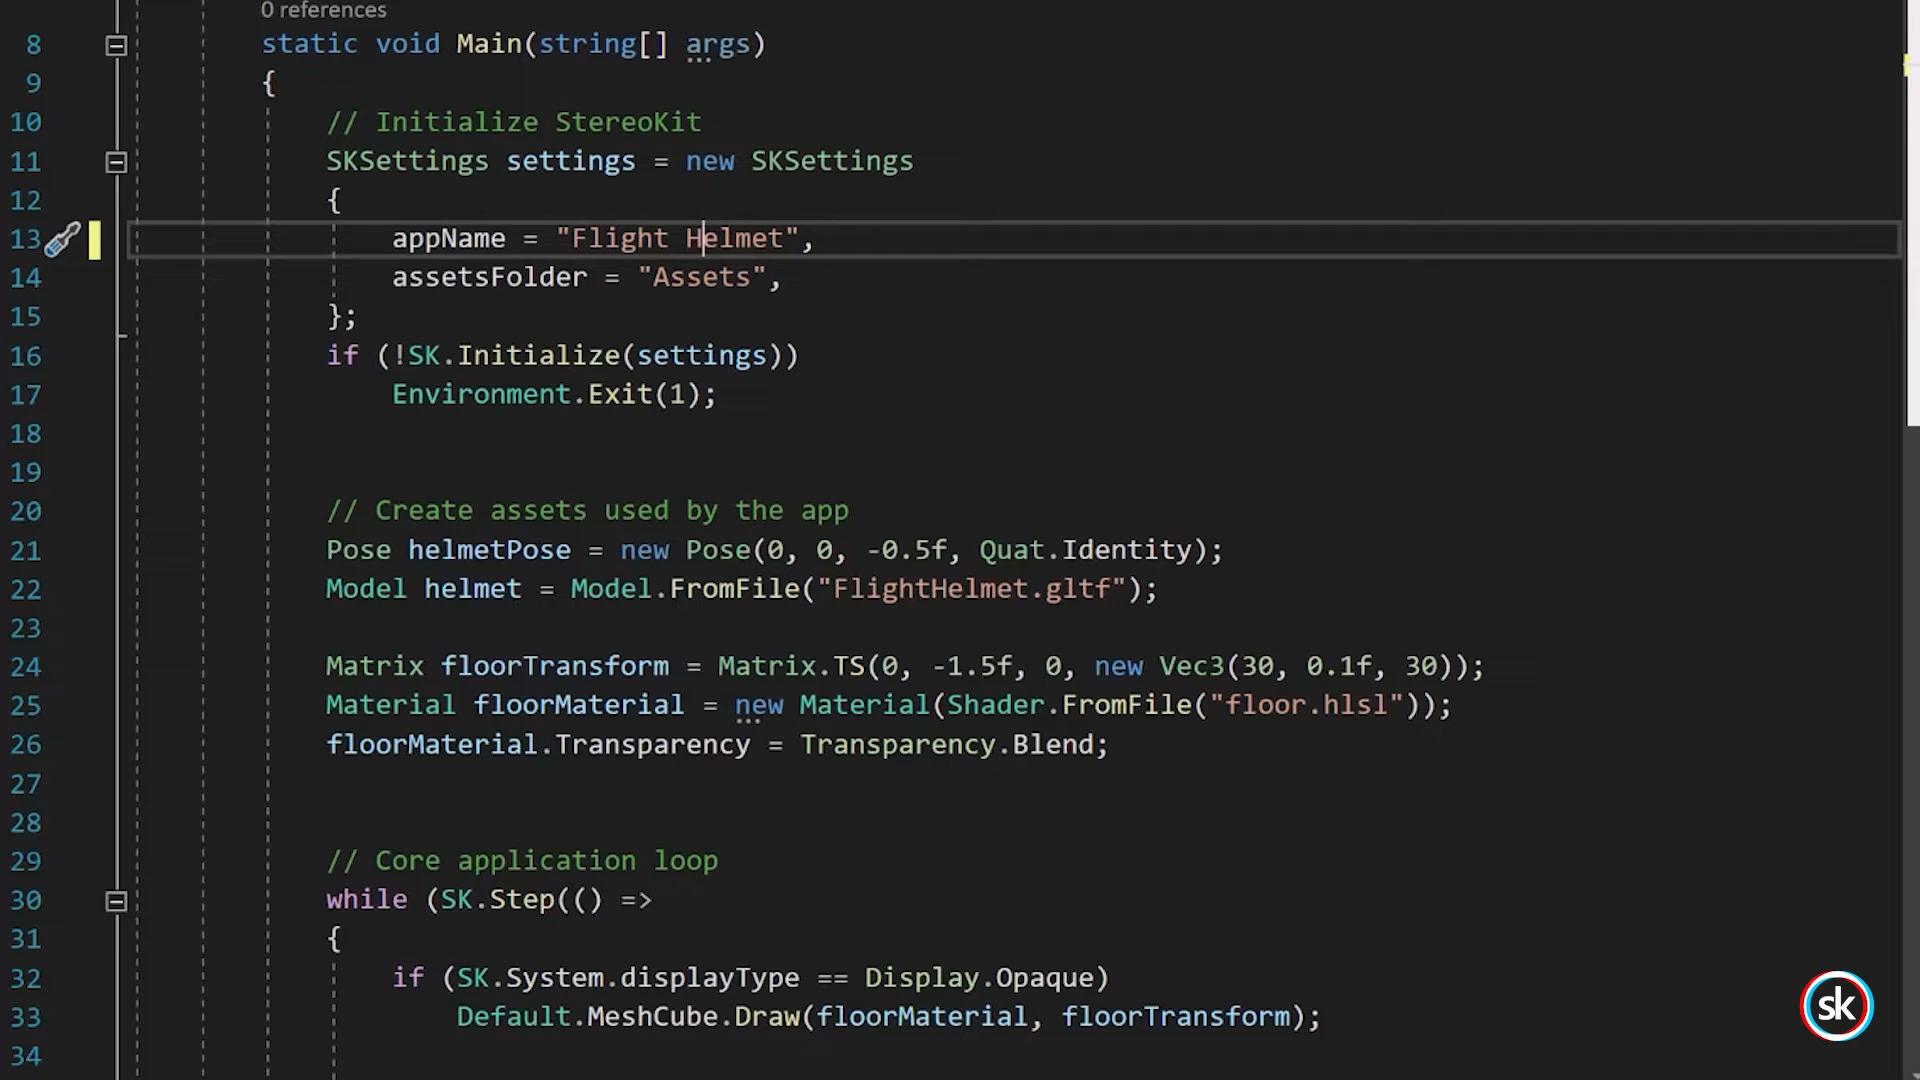 0 references
8 static void Main(string[] args)
9 {
10 // Initialize StereoKit
11 SKSettings settings = new SKSettings
12 {
13 appName = "Flight Helmet",
14 assetsFolder = "Assets",
15 };
16 if (!SK.Initialize(settings))
17 Environment.Exit(1);
18
19
20 // Create assets used by the app
21 Pose helmetPose = new Pose(0, 0, -0.5f, Quat.Identity);
22 Model helmet = Model.FromFile("FlightHelmet.gltf");
23
24 Matrix floorTransform = Matrix.TS(0, -1.5f, 0, new Vec3(30, 0.1f, 30));
25 Material floorMaterial = new Material(Shader.FromFile("floor.hlsl"));
26 floorMaterial.Transparency = Transparency.Blend;
27
28
29 // Core application loop
30 while (SK.Step(() =>
31 {
32 if (SK.System.displayType == Display.Opaque)
33 Default.MeshCube.Draw(floorMaterial, floorTransform);
34
sk